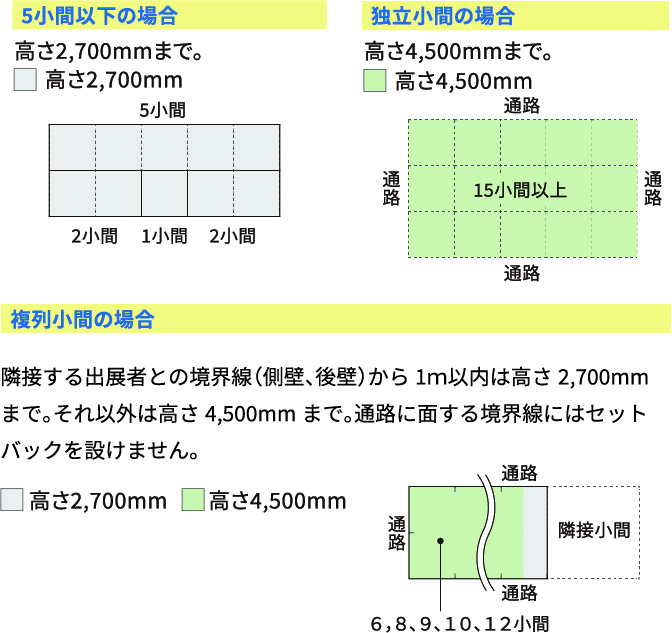 5小間以下の場合
高さ2,700mmまで。
高さ2,700mm
5小間
2小間
1小間
2小間
独立小間の場合
高さ4,500mmまで。
高さ4,500mm
通路
通路
15小間以上
通路
通路
複列小間の場合
隣接する出展者との境界線（側壁、後壁）から 1m以内は高さ 2,700mm
まで。それ以外は高さ 4,500mm まで。通路に面する境界線にはセット
バックを設けません。
高さ2,700mm
高さ4,500mm
通路
通路
隣接小間
通路
６，８、９、１０、１２小間